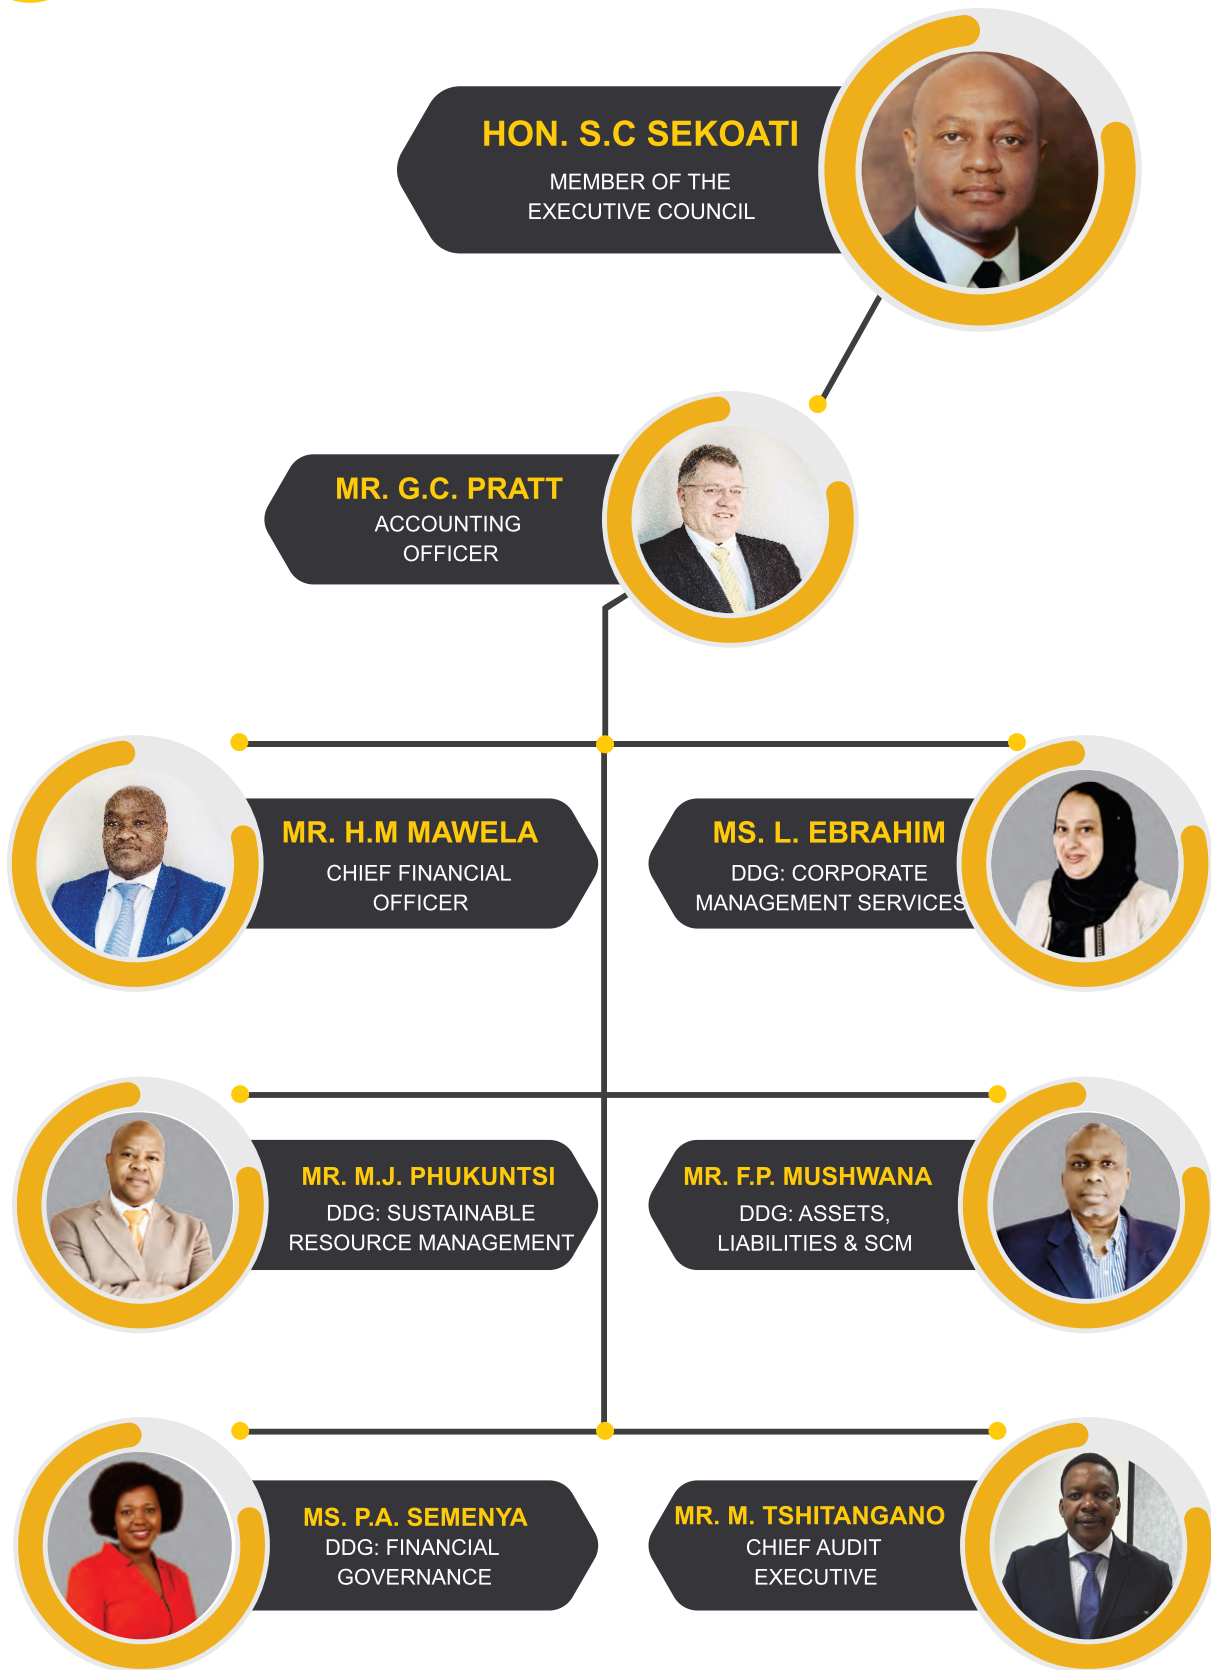 HON. S.C SEKOATI
MEMBER OF THE
EXECUTIVE COUNCIL
MR. G.C. PRATT
ACCOUNTING
OFFICER
MR. H.M MAWELA
CHIEF FINANCIAL
OFFICER
MS. L. EBRAHIM
DDG: CORPORATE
MANAGEMENT SERVICES
MR. M.J. PHUKUNTSI
DDG: SUSTAINABLE
RESOURCE MANAGEMENT
MR. F.P. MUSHWANA
DDG: ASSETS,
LIABILITIES & SCM
MS. P.A. SEMENYA
DDG: FINANCIAL
GOVERNANCE
MR. M. TSHITANGANO
CHIEF AUDIT
EXECUTIVE